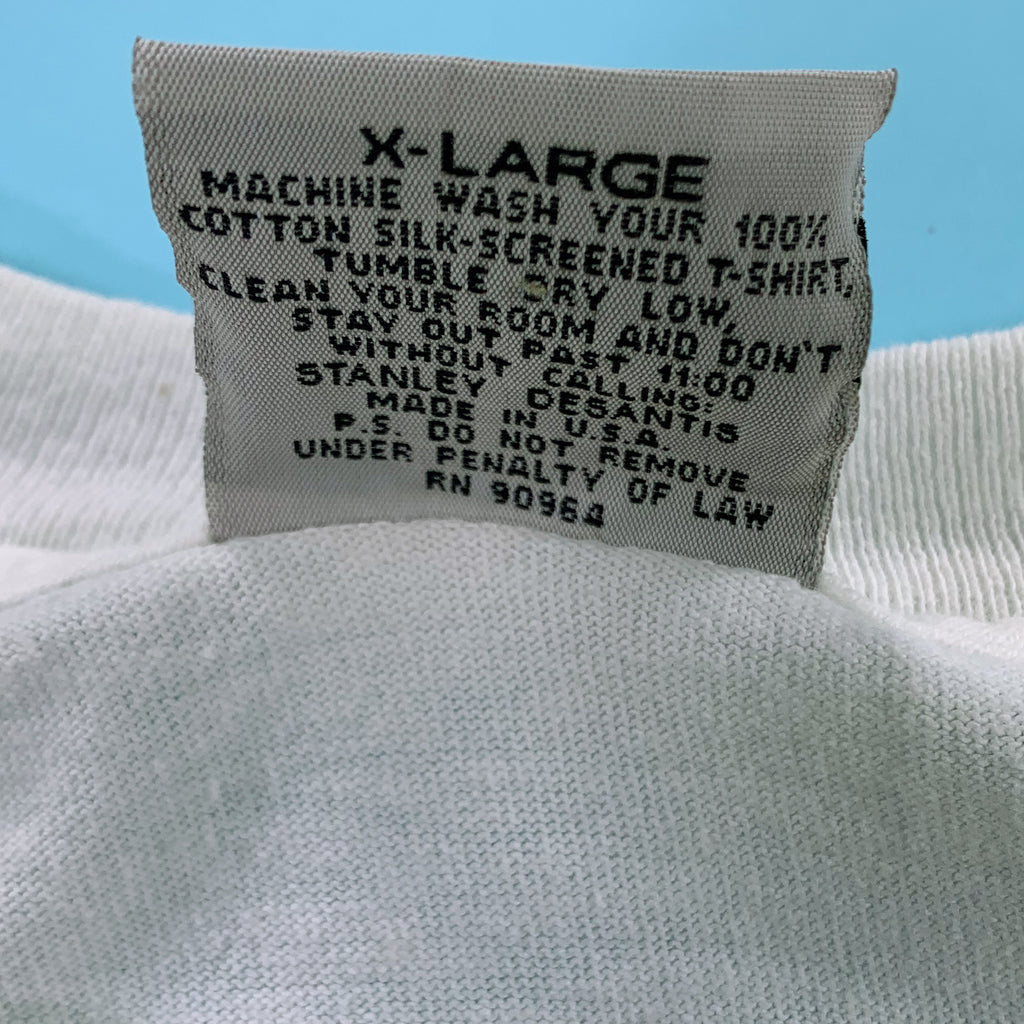 X-LARGE
MACHINE WASH YOUR 100%
COTTON SILK-SCREENED T-SHIRT,
TUMBLE DRY LOW,
CLEAN YOUR ROOM AND DON'T
STAY OUT PAST 11:00
WITHOUT CALLING:
STANLEY DESANTIS
MADE IN U.S.A.
P.S. DO NOT REMOVE
UNDER PENALTY OF LAW
RN 90964